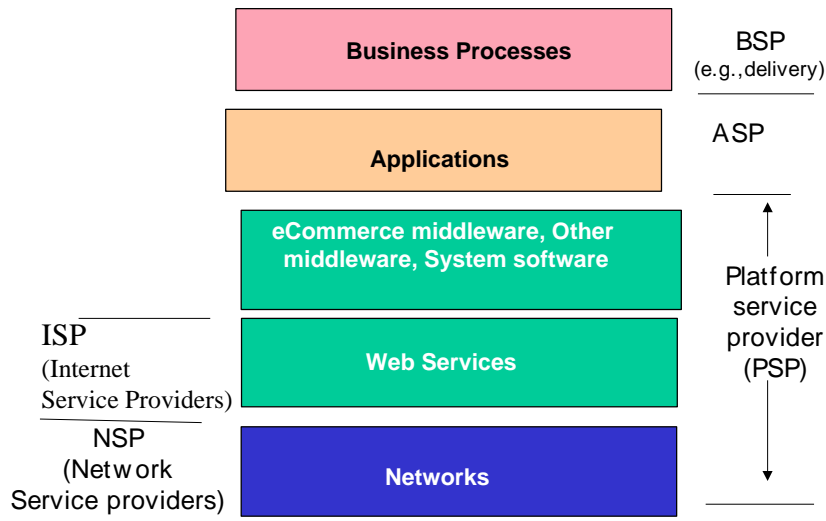 Business Processes
BSP
(e.g.,delivery)
Applications
ASP
eCommerce middleware, Other
middleware, System software
Platform
service
provider
(PSP)
ISP
(Internet
Service Providers)
Web Services
NSP
(Network
Service providers)
Networks